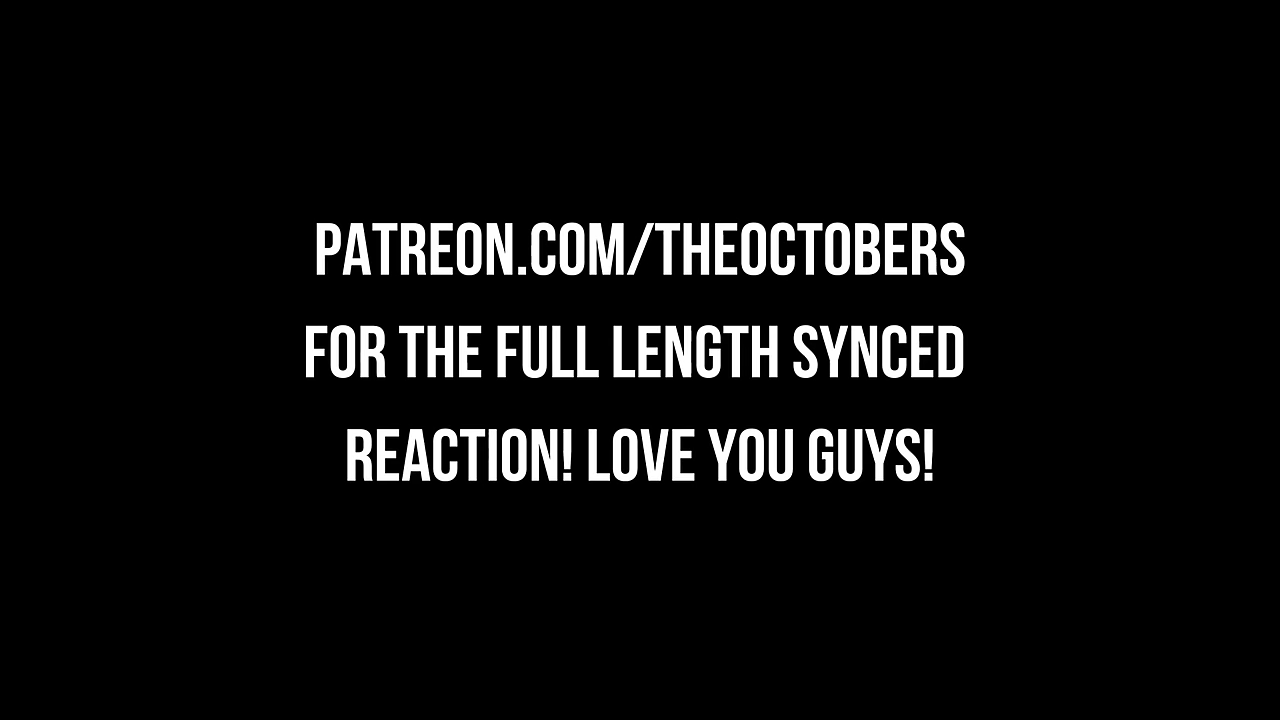 PATREON.COM/THEOCTOBERS
FOR THE FULL LENGTH SYNCED
REACTION! LOVE YOU GUYS!